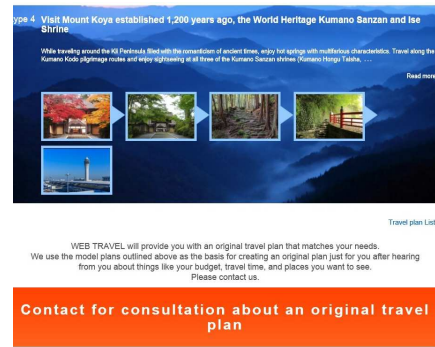 ype 4 Visit Mount Koya established 1,200 years ago, the World Heritage Kumano Sanzan and Ise
Shrine
While traveling around the Kii Peninsula filled with the romanticism of ancient times, enjoy hot springs with multifarious characteristics. Travel along the
Kumano Kodo pilgrimage routes and enjoy sightseeing at all three of the Kumano Sanzan shrines (Kumano Hongu Taisha, ...
Read more
Travel plan List
WEB TRAVEL will provide you with an original travel plan that matches your needs.
We use the model plans outlined above as the basis for creating an original plan just for you after hearing
from you about things like your budget, travel time, and places you want to see.
Please contact us.
Contact for consultation about an original travel
plan